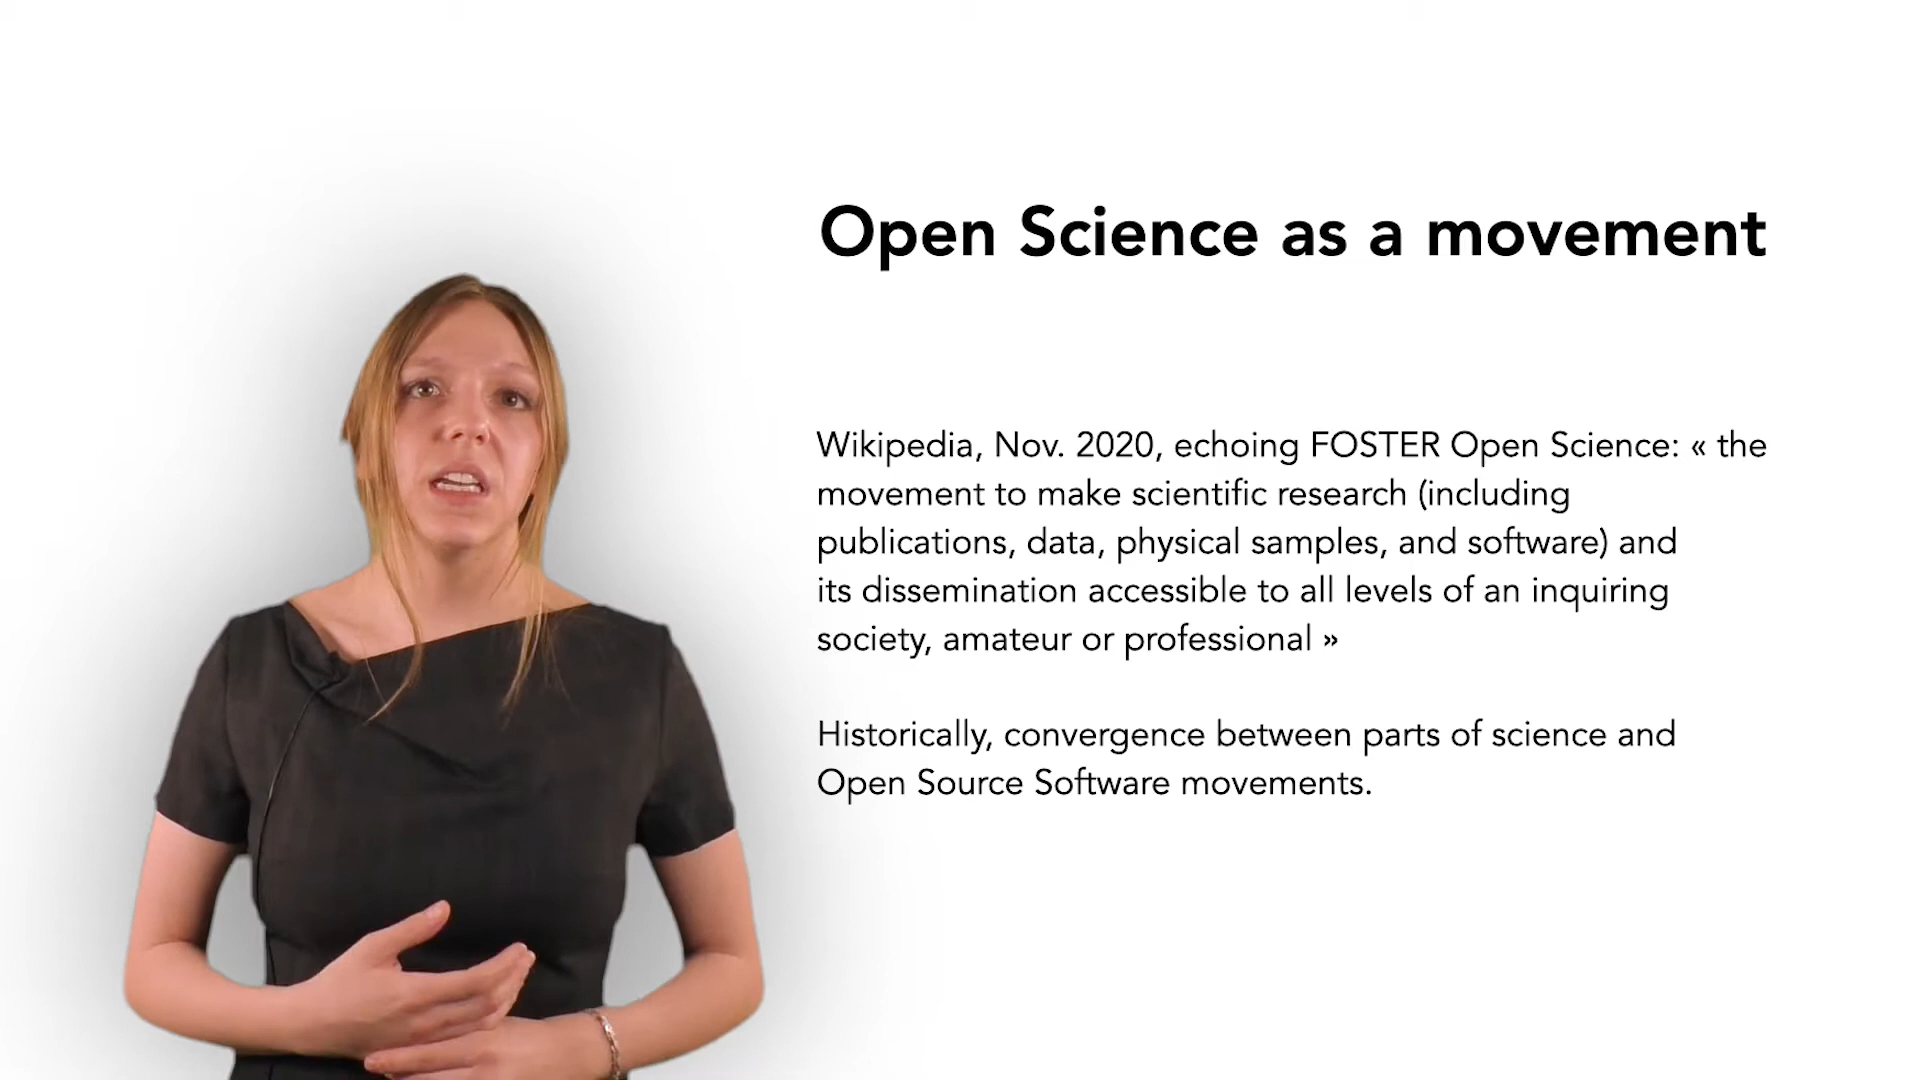 Open Science as a movement
Wikipedia, Nov. 2020, echoing FOSTER Open Science: « the
movement to make scientific research (including
publications, data, physical samples, and software) and
its dissemination accessible to all levels of an inquiring
society, amateur or professional »
Historically, convergence between parts of science and
Open Source Software movements.